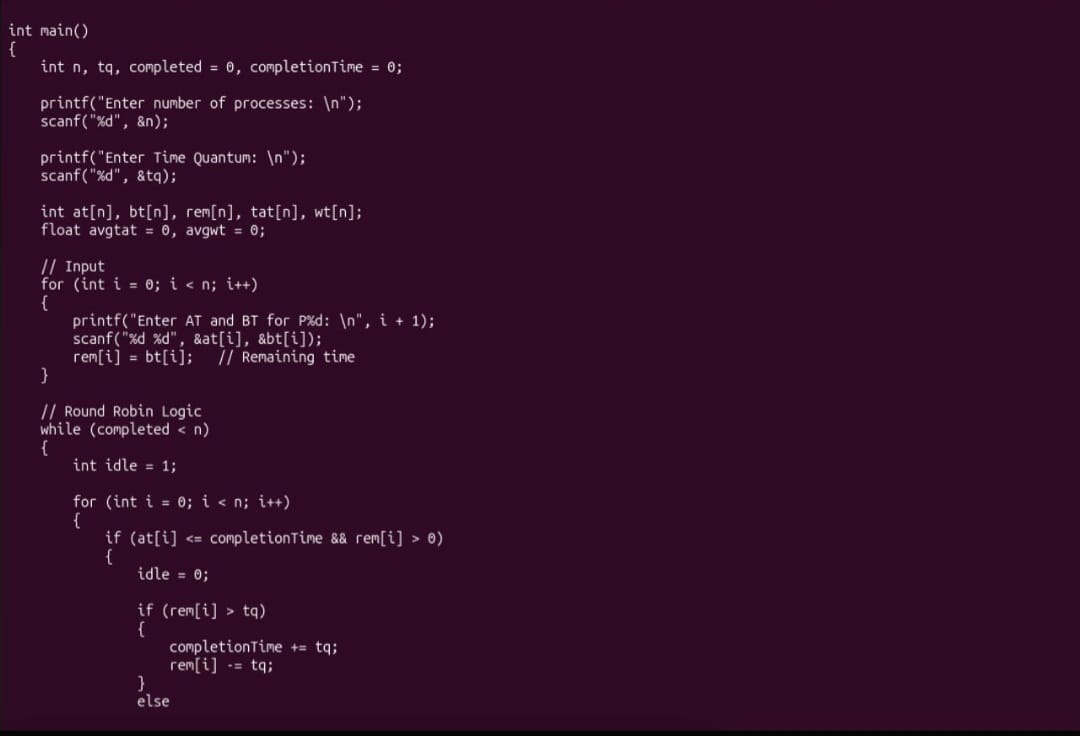 int main()
{
    int n, tq, completed = 0, completionTime = 0;

    printf("Enter number of processes: \n");
    scanf("%d", &n);

    printf("Enter Time Quantum: \n");
    scanf("%d", &tq);

    int at[n], bt[n], rem[n], tat[n], wt[n];
    float avgtat = 0, avgwt = 0;

    // Input
    for (int i = 0; i < n; i++)
    {
        printf("Enter AT and BT for P%d: \n", i + 1);
        scanf("%d %d", &at[i], &bt[i]);
        rem[i] = bt[i];   // Remaining time
    }

    // Round Robin Logic
    while (completed < n)
    {
        int idle = 1;

        for (int i = 0; i < n; i++)
        {
            if (at[i] <= completionTime && rem[i] > 0)
            {
                idle = 0;

                if (rem[i] > tq)
                {
                    completionTime += tq;
                    rem[i] -= tq;
                }
                else